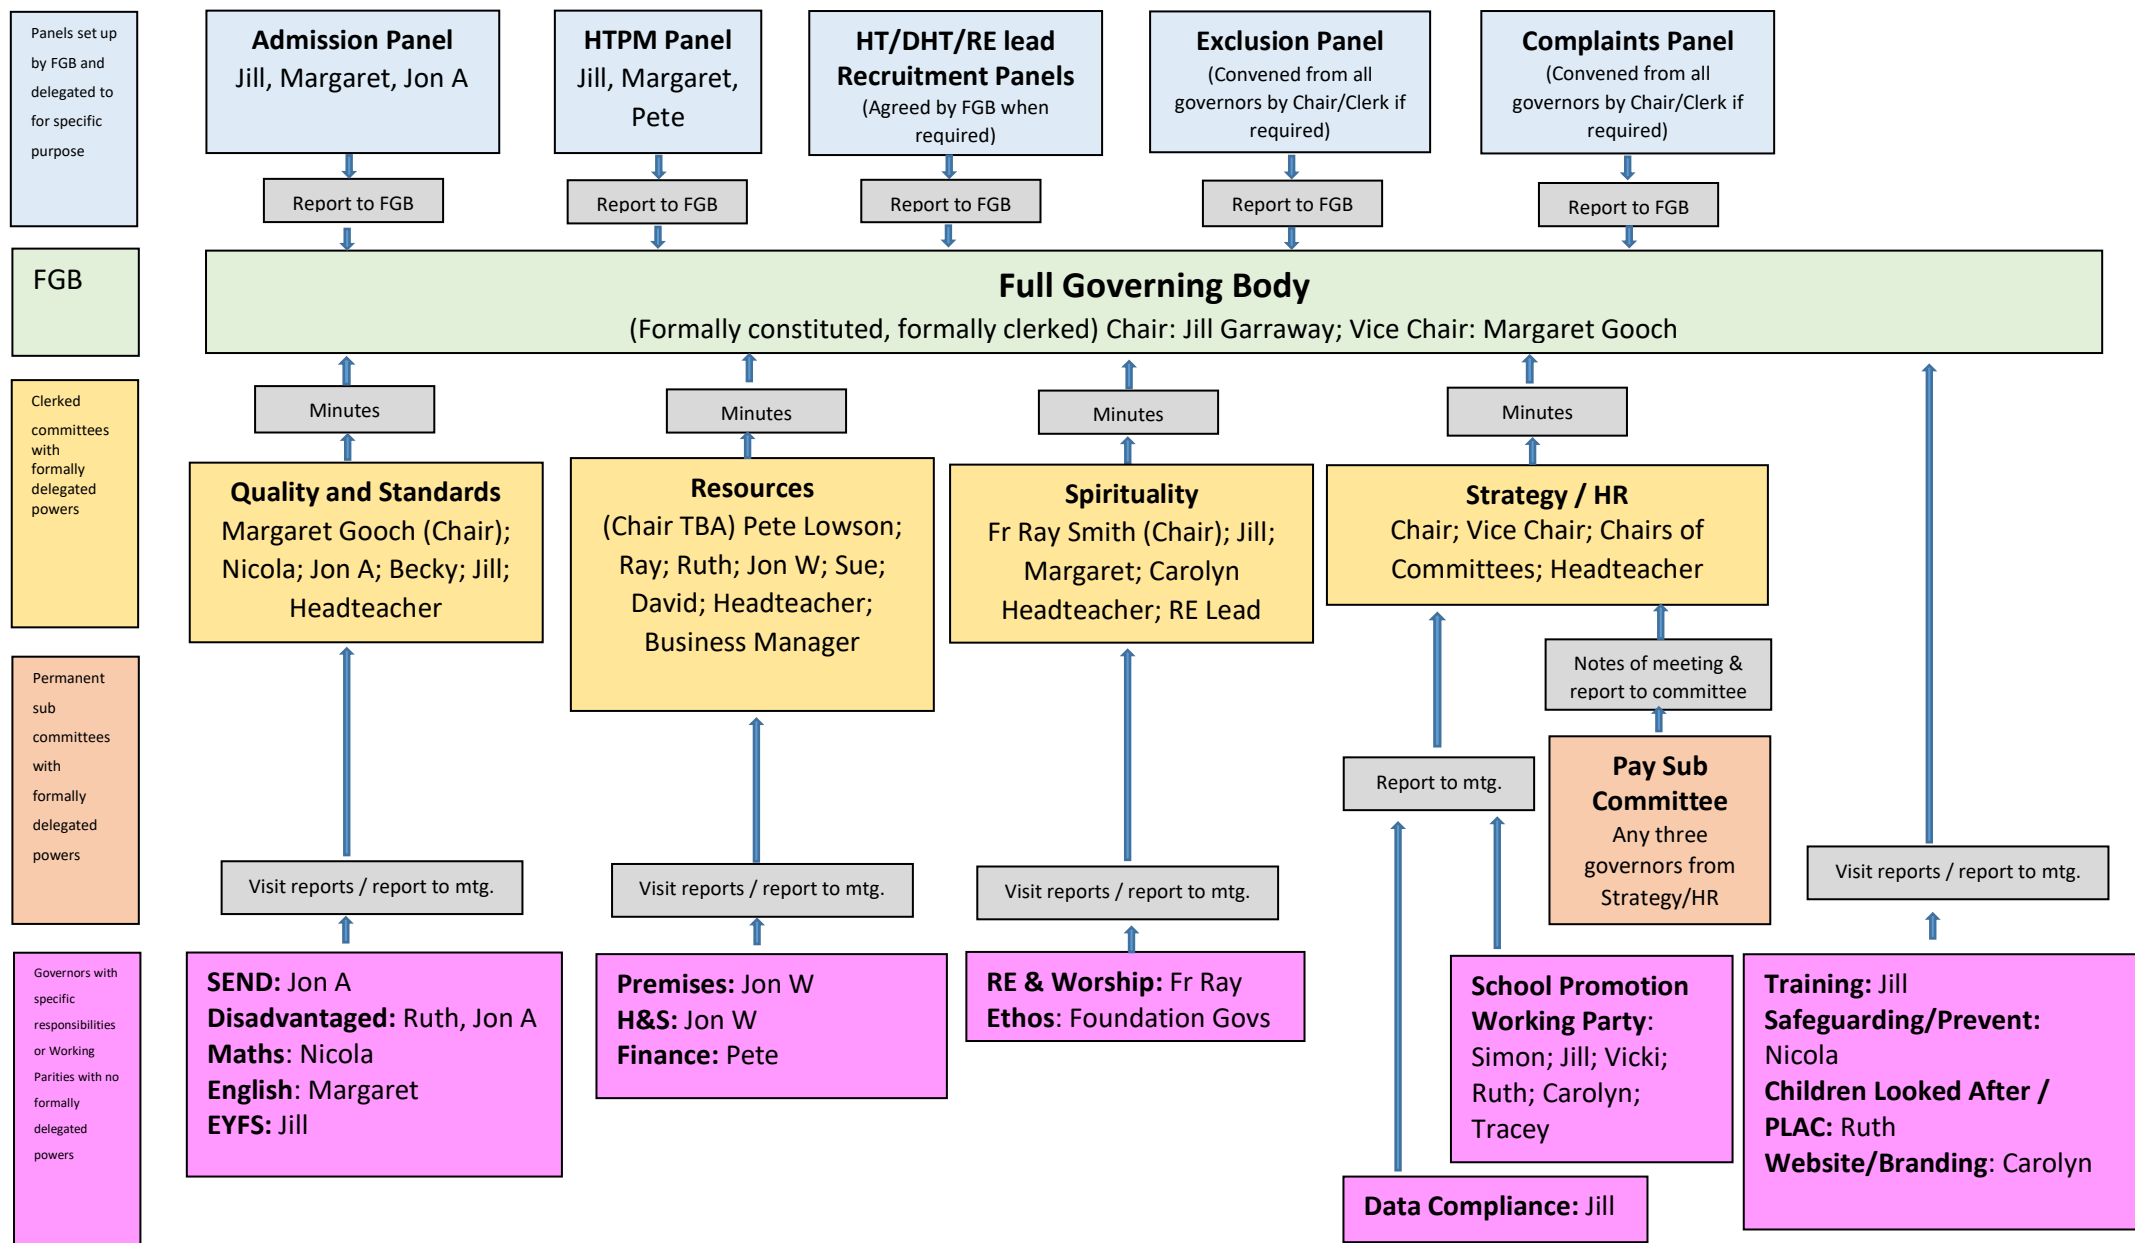 Panels set up
by FGB and
delegated to
for specific
purpose
Admission Panel
Jill, Margaret, Jon A
HTPM Panel
Jill, Margaret,
Pete
HT/DHT/RE lead
Recruitment Panels
(Agreed by FGB when
required)
Exclusion Panel
(Convened from all
governors by Chair/Clerk if
required)
Complaints Panel
(Convened from all
governors by Chair/Clerk if
required)
Report to FGB
Report to FGB
Report to FGB
Report to FGB
Report to FGB
FGB
Full Governing Body
(Formally constituted, formally clerked) Chair: Jill Garraway; Vice Chair: Margaret Gooch
Clerked
committees
with
formally
delegated
powers
Minutes
Minutes
Minutes
Minutes
Quality and Standards
Margaret Gooch (Chair);
Nicola; Jon A; Becky; Jill;
Headteacher
Resources
(Chair TBA) Pete Lowson;
Ray; Ruth; Jon W; Sue;
David; Headteacher;
Business Manager
Spirituality
Fr Ray Smith (Chair); Jill;
Margaret; Carolyn
Headteacher; RE Lead
Strategy / HR
Chair; Vice Chair; Chairs of
Committees; Headteacher
Permanent
sub
committees
with
formally
delegated
powers
Notes of meeting &
report to committee
Report to mtg.
Pay Sub
Committee
Any three
governors from
Strategy/HR
Visit reports / report to mtg.
Visit reports / report to mtg.
Visit reports / report to mtg.
Visit reports / report to mtg.
Governors with
specific
responsibilities
or Working
Parities with no
formally
delegated
powers
SEND: Jon A
Disadvantaged: Ruth, Jon A
Maths: Nicola
English: Margaret
EYFS: Jill
Premises: Jon W
H&S: Jon W
Finance: Pete
RE & Worship: Fr Ray
Ethos: Foundation Govs
School Promotion
Working Party:
Simon; Jill; Vicki;
Ruth; Carolyn;
Tracey
Training: Jill
Safeguarding/Prevent:
Nicola
Children Looked After /
PLAC: Ruth
Website/Branding: Carolyn
Data Compliance: Jill